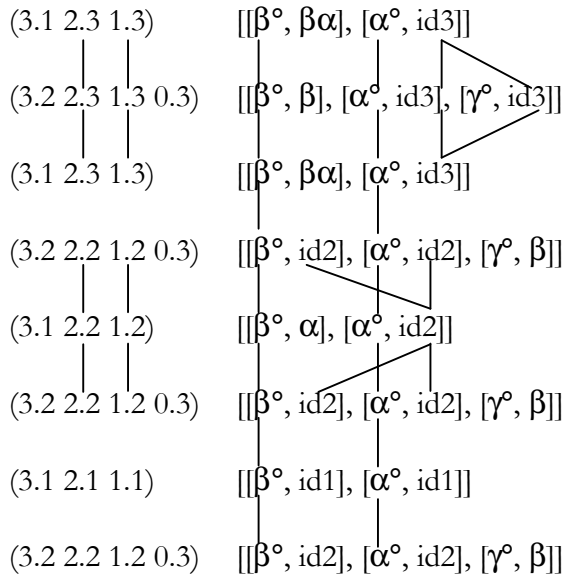 (3.1 2.3 1.3) [[β°, βα], [α°, id3]]
(3.2 2.3 1.3 0.3) [[β°, β], [α°, id3], [γ°, id3]]
(3.1 2.3 1.3) [[β°, βα], [α°, id3]]
(3.2 2.2 1.2 0.3) [[β°, id2], [α°, id2], [γ°, β]]
(3.1 2.2 1.2) [[β°, α], [α°, id2]]
(3.2 2.2 1.2 0.3) [[β°, id2], [α°, id2], [γ°, β]]
(3.1 2.1 1.1) [[β°, id1], [α°, id1]]
(3.2 2.2 1.2 0.3) [[β°, id2], [α°, id2], [γ°, β]]